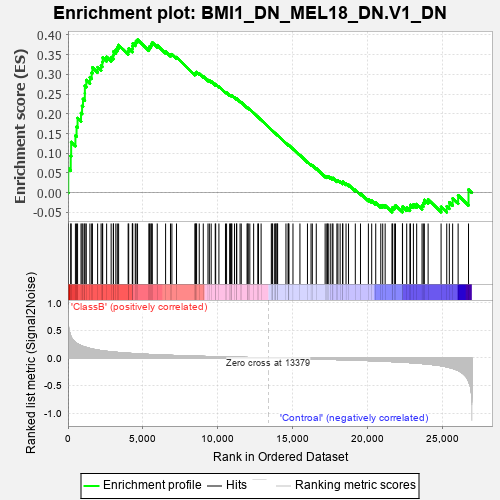 Enrichment plot: BMI1_DN_MEL18_DN.V1_DN
Enrichment score (ES)
0.40
0.35
0.30
0.25
0.20
0.15
0.10
0.05
0.00
-0.05
Ranked list metric (Signal2Noise)
1.0
0.5
0.0
-0.5
-1.0
'ClassB' (positively correlated)
Zero cross at 13379
'Controal' (negatively correlated)
0
5,000
10,000
15,000
20,000
25,000
Rank in Ordered Dataset
Enrichment profile
Hits
Ranking metric scores